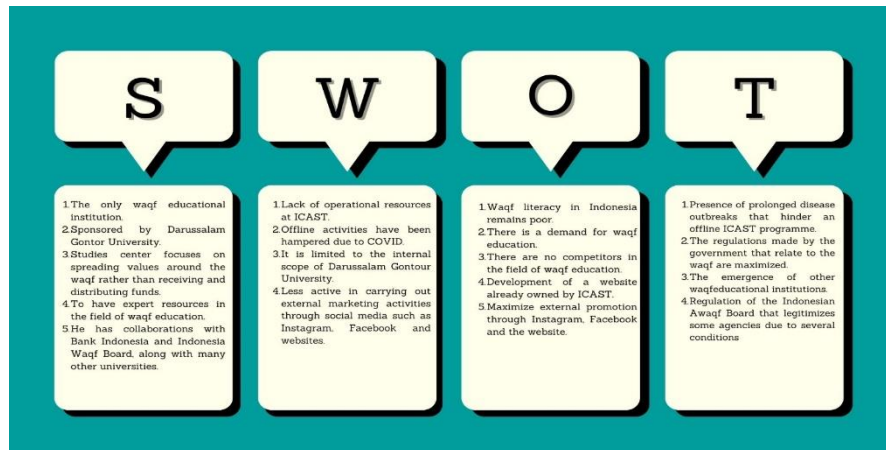 S
W
O
T
1.The only waqf educational
institution.
2.Sponsored by Darussalam
Gontor University.
3.Studies center focuses on
spreading values around the
waqf rather than receiving and
distributing funds.
4.To have expert resources in
the field of waqf education.
5.He has collaborations with
Bank Indonesia and Indonesia
Waqf Board, along with many
other universities.
1.Lack of operational resources
at ICAST.
2.Offline activities have been
hampered due to COVID.
3.It is limited to the internal
scope of Darussalam Gontour
University.
4.Less active in carrying out
external marketing activities
through social media such as
Instagram, Facebook and
websites.
1.Waqf literacy in Indonesia
remains poor.
2.There is a demand for waqf
education.
3.There are no competitors in
the field of waqf education.
4.Development of a website
already owned by ICAST.
5.Maximize external promotion
through Instagram, Facebook
and the website.
1.Presence of prolonged disease
outbreaks that hinder an
offline ICAST programme.
2.The regulations made by the
government that relate to the
waqf are maximized.
3.The emergence of other
waqfeducational institutions.
4.Regulation of the Indonesian
Awaqf Board that legitimizes
some agencies due to several
conditions